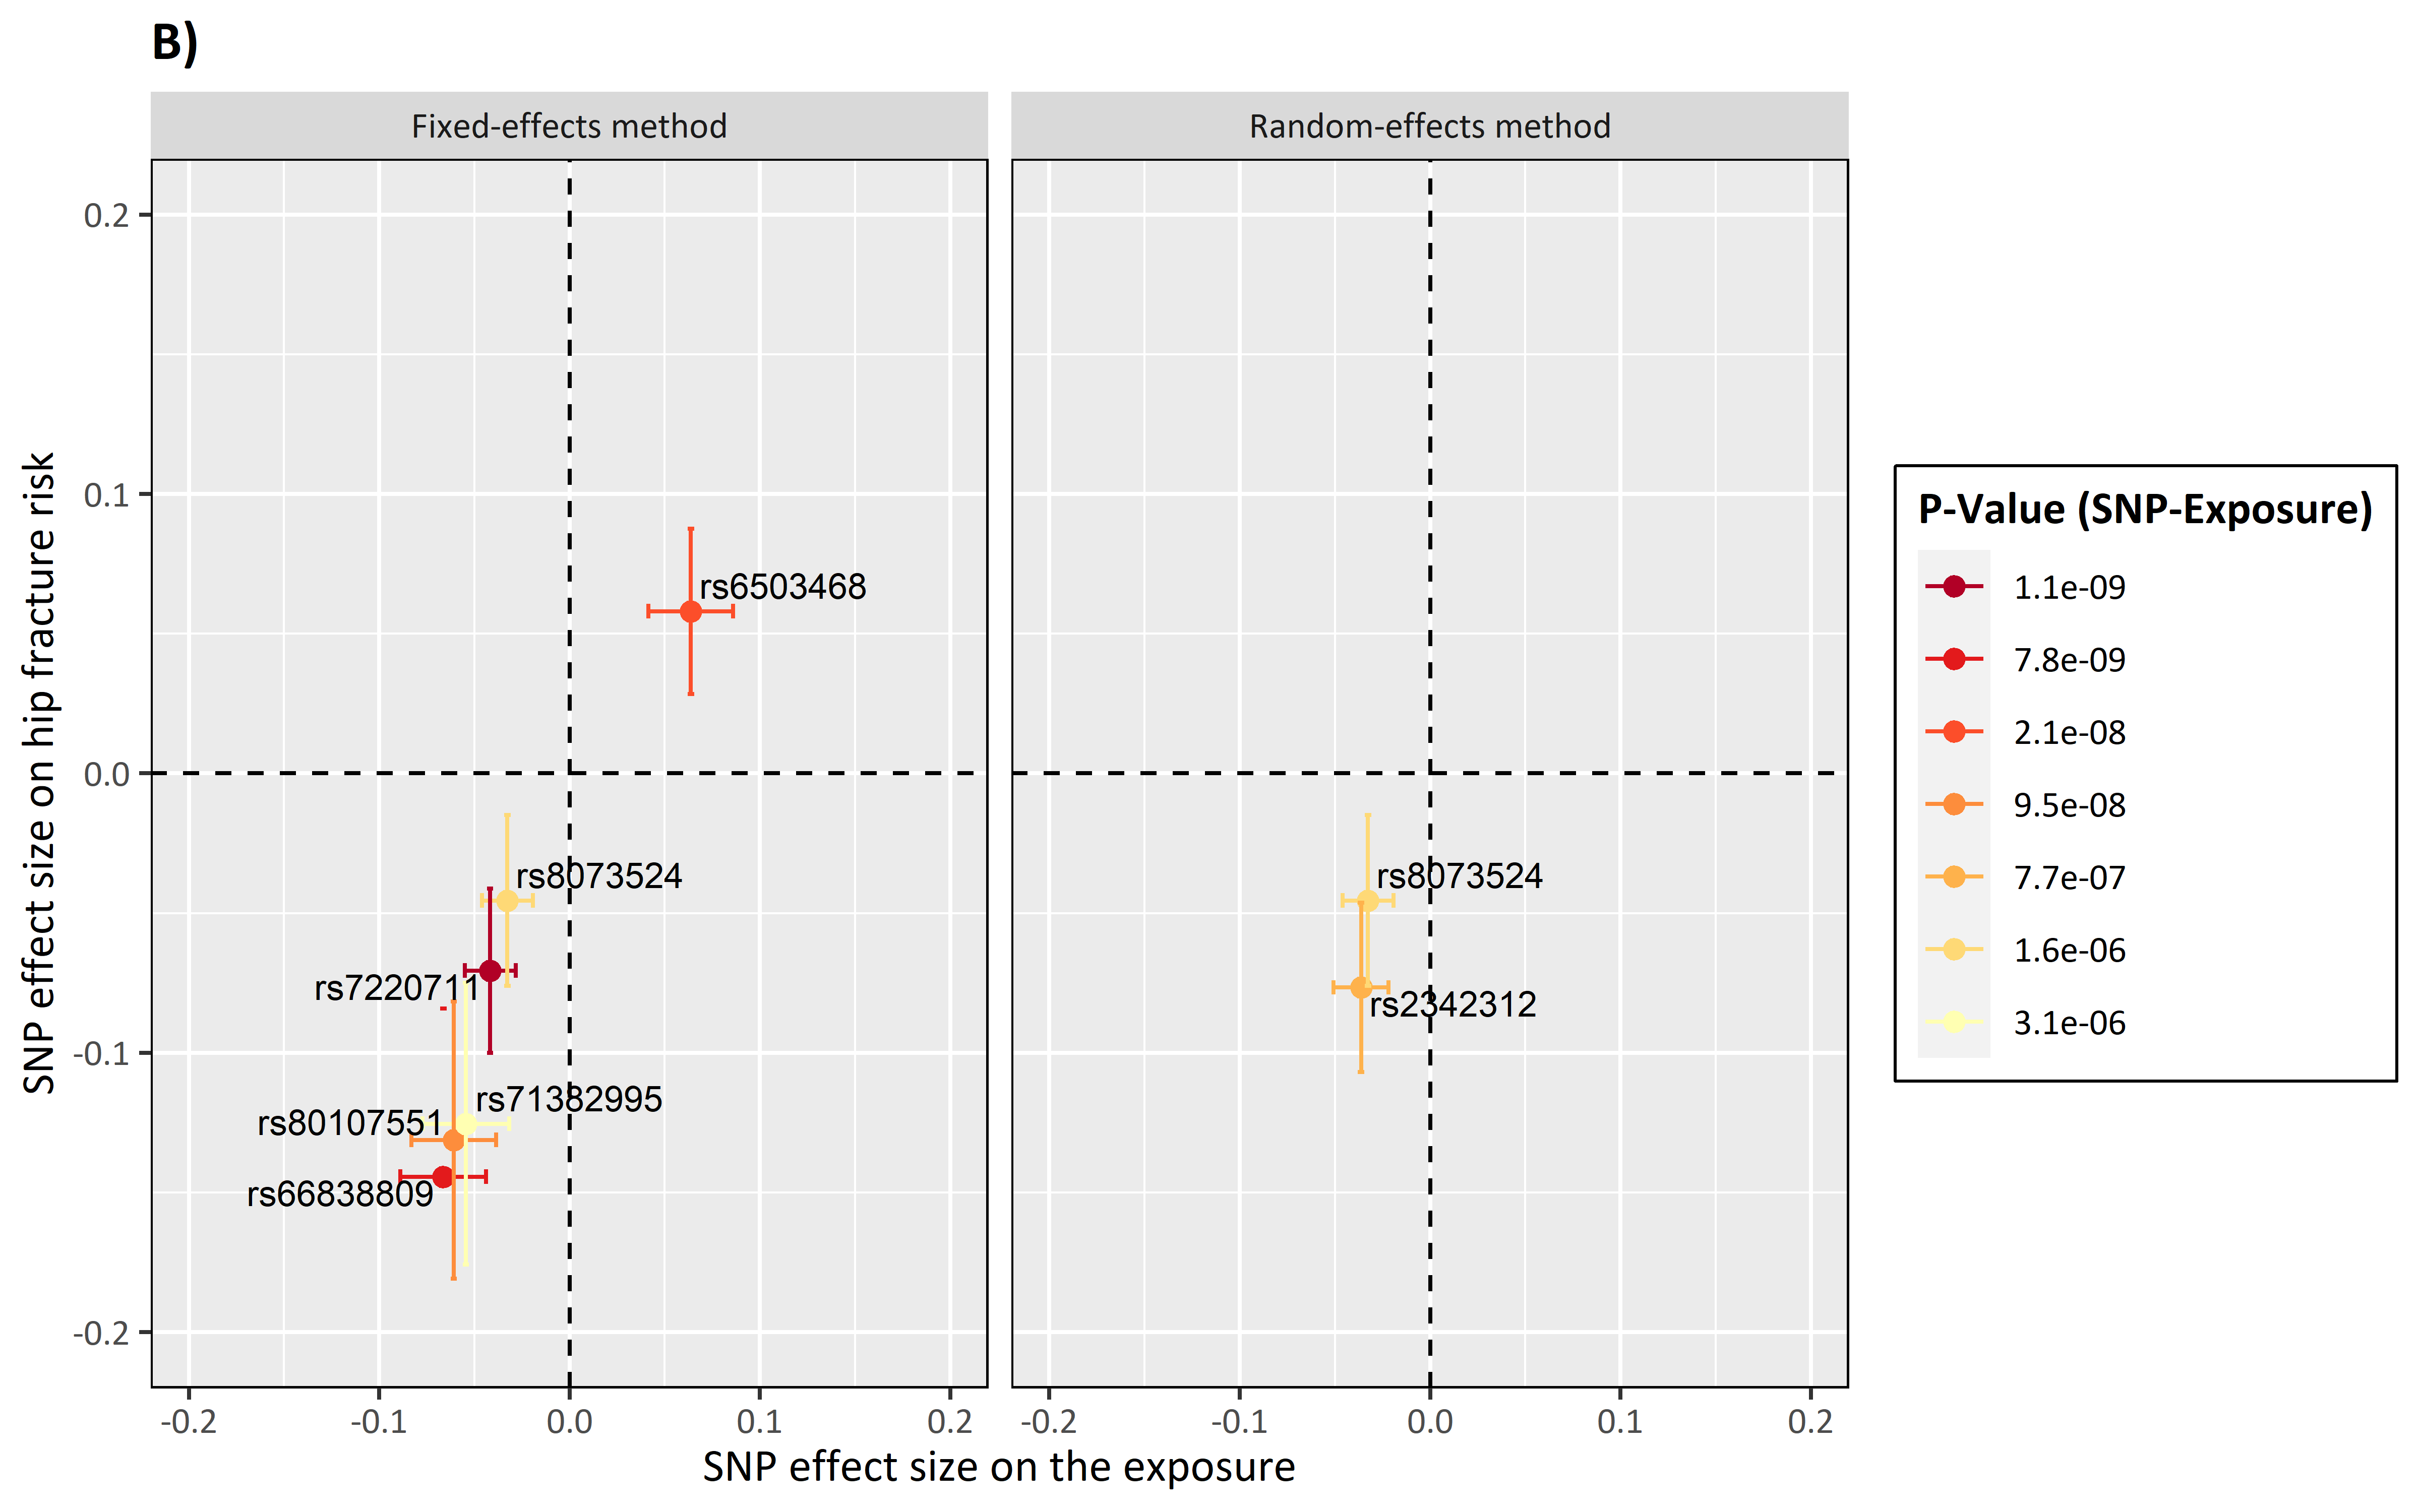 B)
Fixed-effects method
Random-effects method
SNP effect size on hip fracture risk
0.2
0.1
0.0
-0.1
-0.2
rs6503468
rs8073524
rs7220711
rs71382995
rs80107551
rs66838809
rs8073524
rs2342312
-0.2
-0.1
0.0
0.1
0.2
-0.2
-0.1
0.0
0.1
0.2
SNP effect size on the exposure
P-Value (SNP-Exposure)
1.1e-09
7.8e-09
2.1e-08
9.5e-08
7.7e-07
1.6e-06
3.1e-06